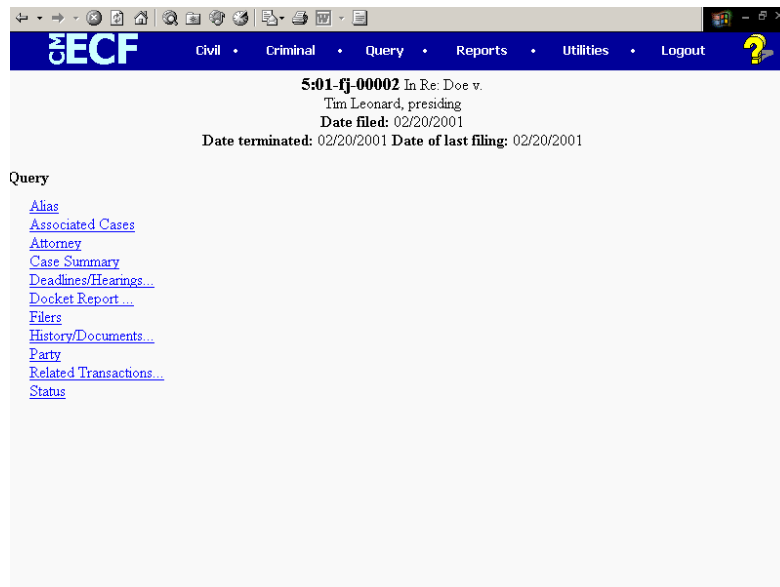 CM ECF Civil • Criminal • Query • Reports • Utilities • Logout ?
5:01-fj-00002 In Re: Doe v.
Tim Leonard, presiding
Date filed: 02/20/2001
Date terminated: 02/20/2001 Date of last filing: 02/20/2001
Query
Alias
Associated Cases
Attorney
Case Summary
Deadlines/Hearings...
Docket Report ...
Filers
History/Documents...
Party
Related Transactions...
Status